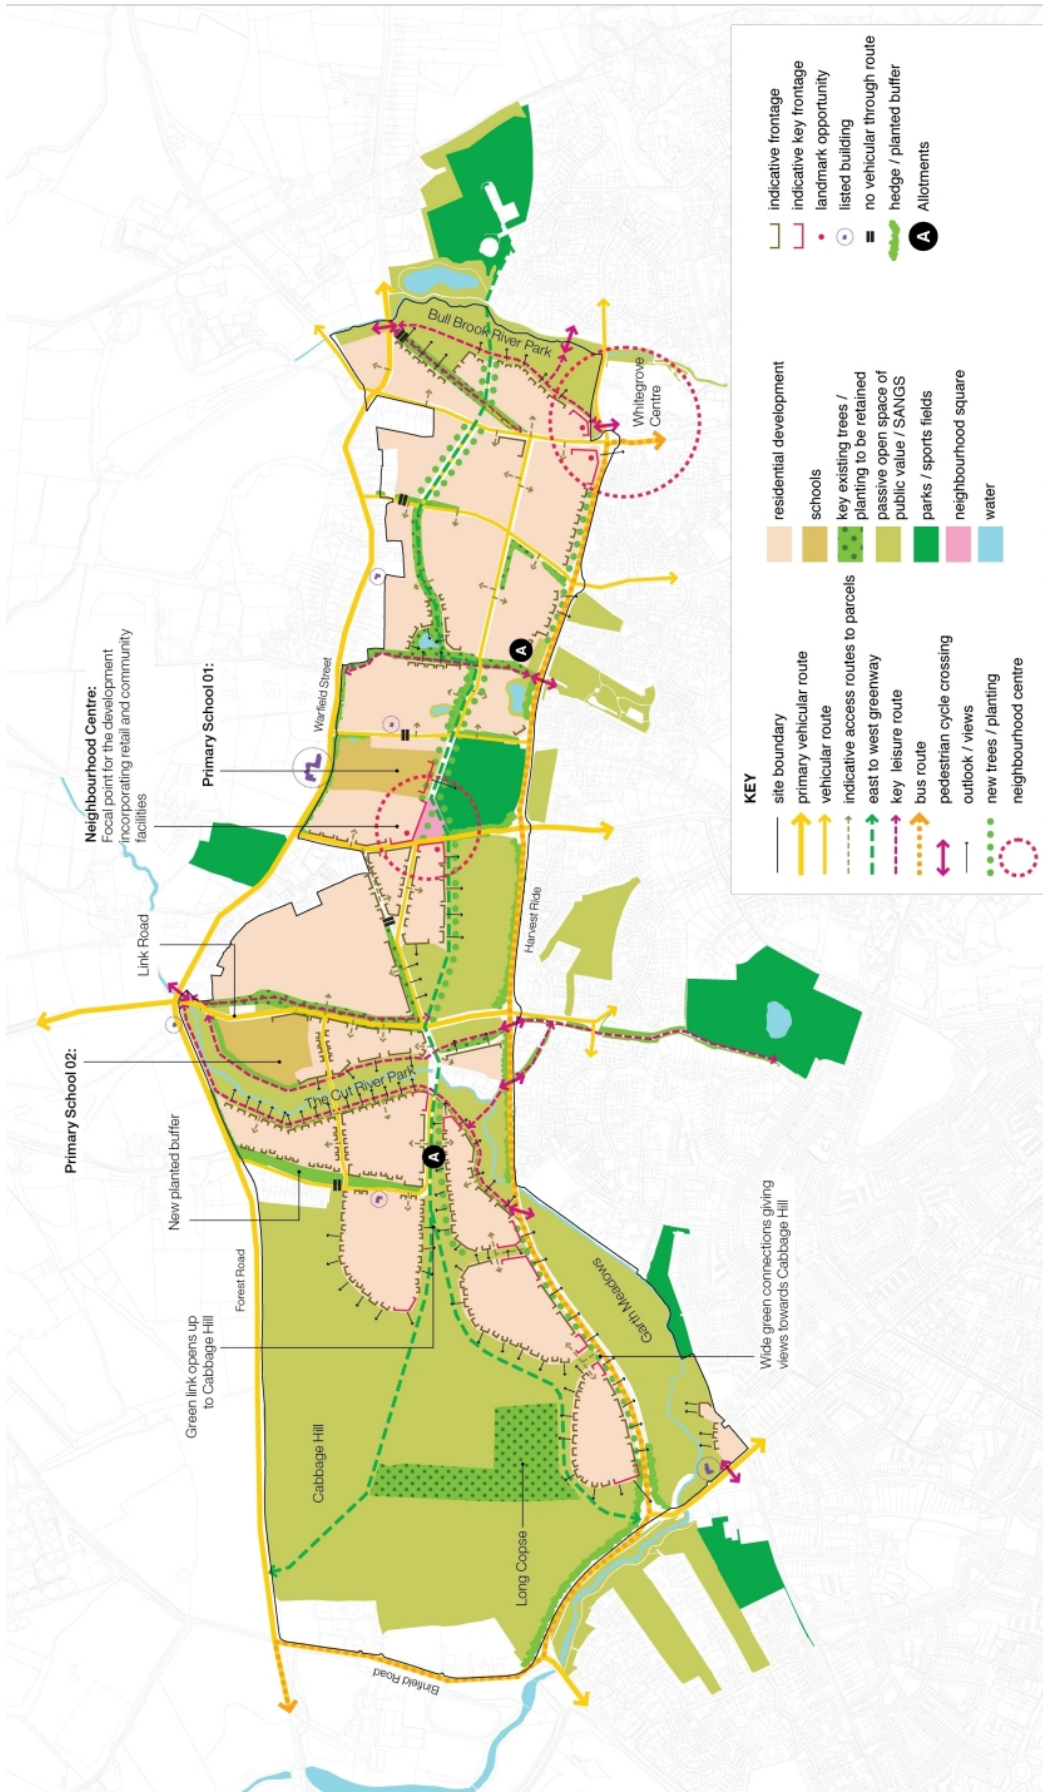 Neighbourhood Centre:
Focal point for the development
incorporating retail and community
facilities
Primary School 01:
Primary School 02:
Link Road
New planted buffer
Green link opens up
to Cabbage Hill
Forest Road
Warfield Street
Cabbage Hill
Long Copse
Binfield Road
The Cut River Park
Bull Brook River Park
Whitegrove
Centre
Harvest Ride
Garth Meadows
Wide green connections giving
views towards Cabbage Hill
A
A
KEY
site boundary
primary vehicular route
vehicular route
indicative access routes to parcels
east to west greenway
key leisure route
bus route
pedestrian cycle crossing
outlook / views
new trees / planting
neighbourhood centre
residential development
schools
key existing trees /
planting to be retained
passive open space of
public value / SANGS
parks / sports fields
neighbourhood square
water
indicative frontage
indicative key frontage
landmark opportunity
listed building
no vehicular through route
hedge / planted buffer
A
Allotments